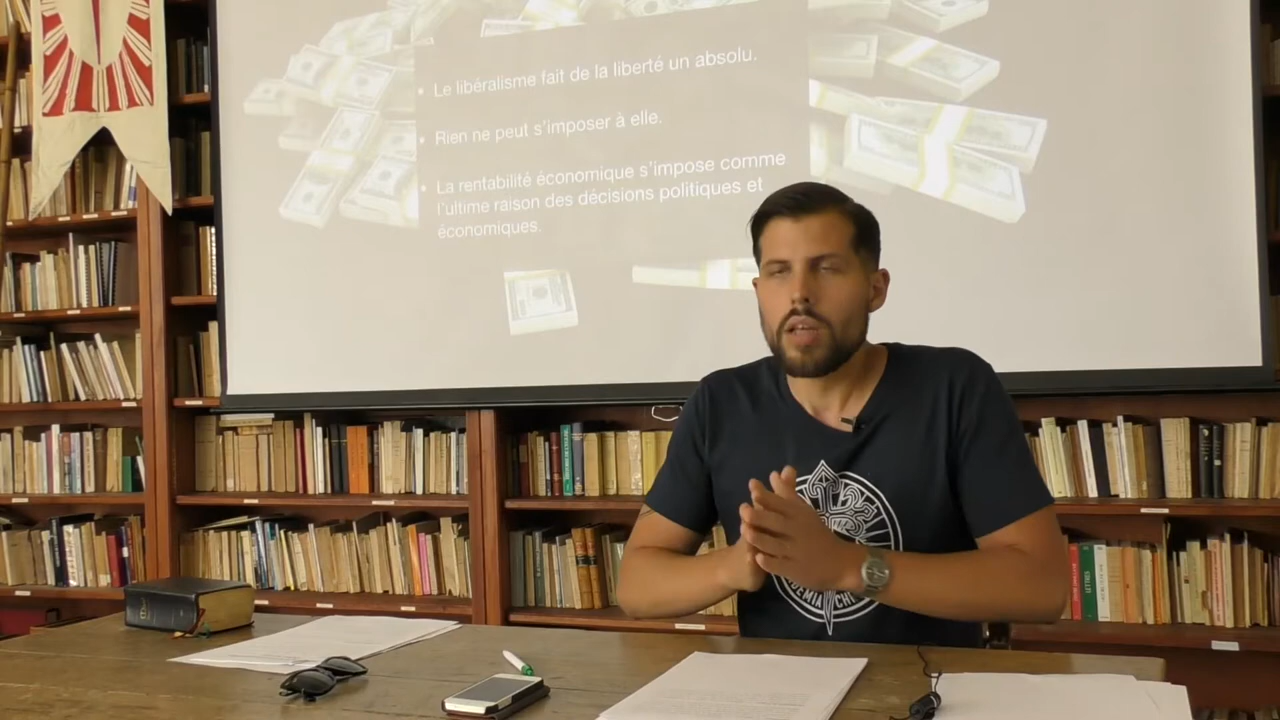 Le libéralisme fait de la liberté un absolu.
Rien ne peut s'imposer à elle.
La rentabilité économique s'impose comme
l'ultime raison des décisions politiques et
économiques.